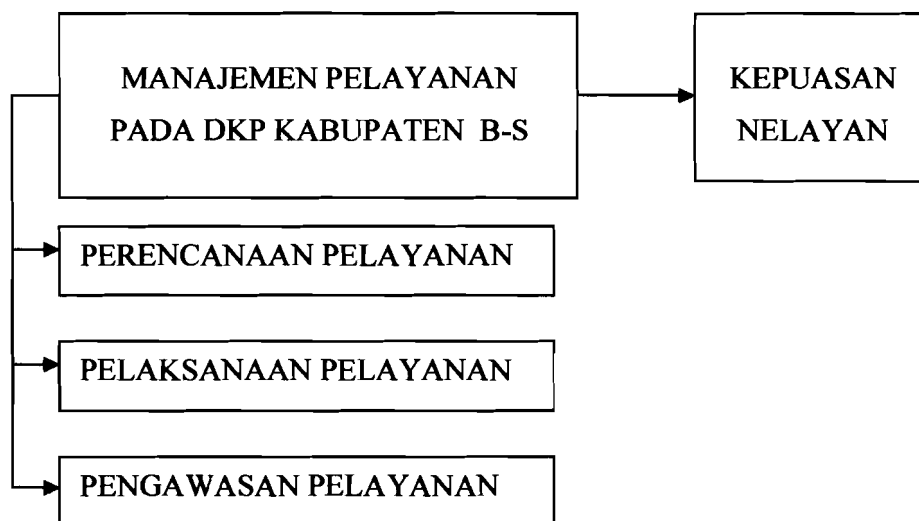 MANAJEMEN PELAYANAN
PADA DKP KABUPATEN B-S
KEPUASAN
NELAYAN
PERENCANAAN PELAYANAN
PELAKSANAAN PELAYANAN
PENGAWASAN PELAYANAN